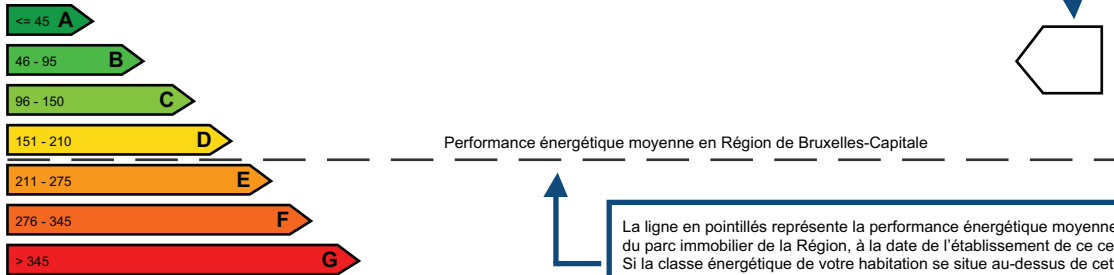 <= 45 A
46 - 95 B
96 - 150 C
151 - 210 D
Performance énergétique moyenne en Région de Bruxelles-Capitale
211 - 275 E
276 - 345 F
> 345 G
La ligne en pointillés représente la performance énergétique moyenne
du parc immobilier de la Région, à la date de l'établissement de ce ce
Si la classe énergétique de votre habitation se situe au-dessus de cet